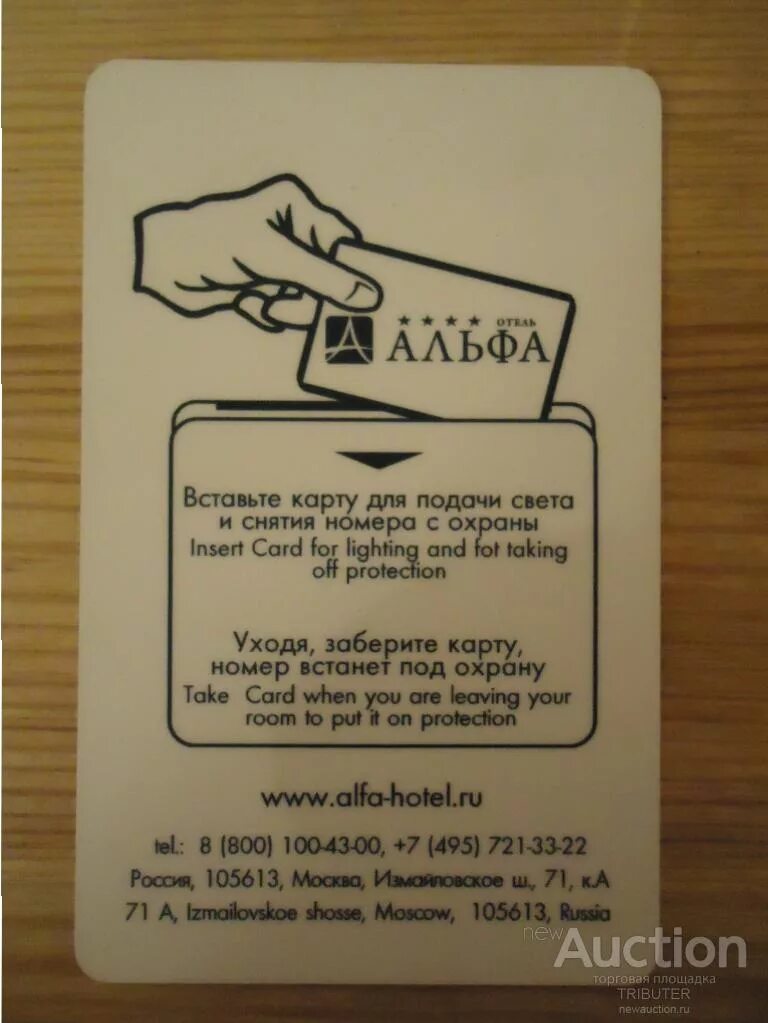 ★★★★ ОТЕЛЬ
АЛЬФА
Вставьте карту для подачи света
и снятия номера с охраны
Insert Card for lighting and fot taking
off protection
Уходя, заберите карту,
номер встанет под охрану
Take Card when you are leaving your
room to put it on protection
www.alfa-hotel.ru
tel.: 8 (800) 100-43-00, +7 (495) 721-33-22
Россия, 105613, Москва, Измайловское ш., 71, к.А
71 A, Izmailovskoe shosse, Moscow, 105613, Russia
newAuction
торговая площадка
TRIBUTER
newauction.ru